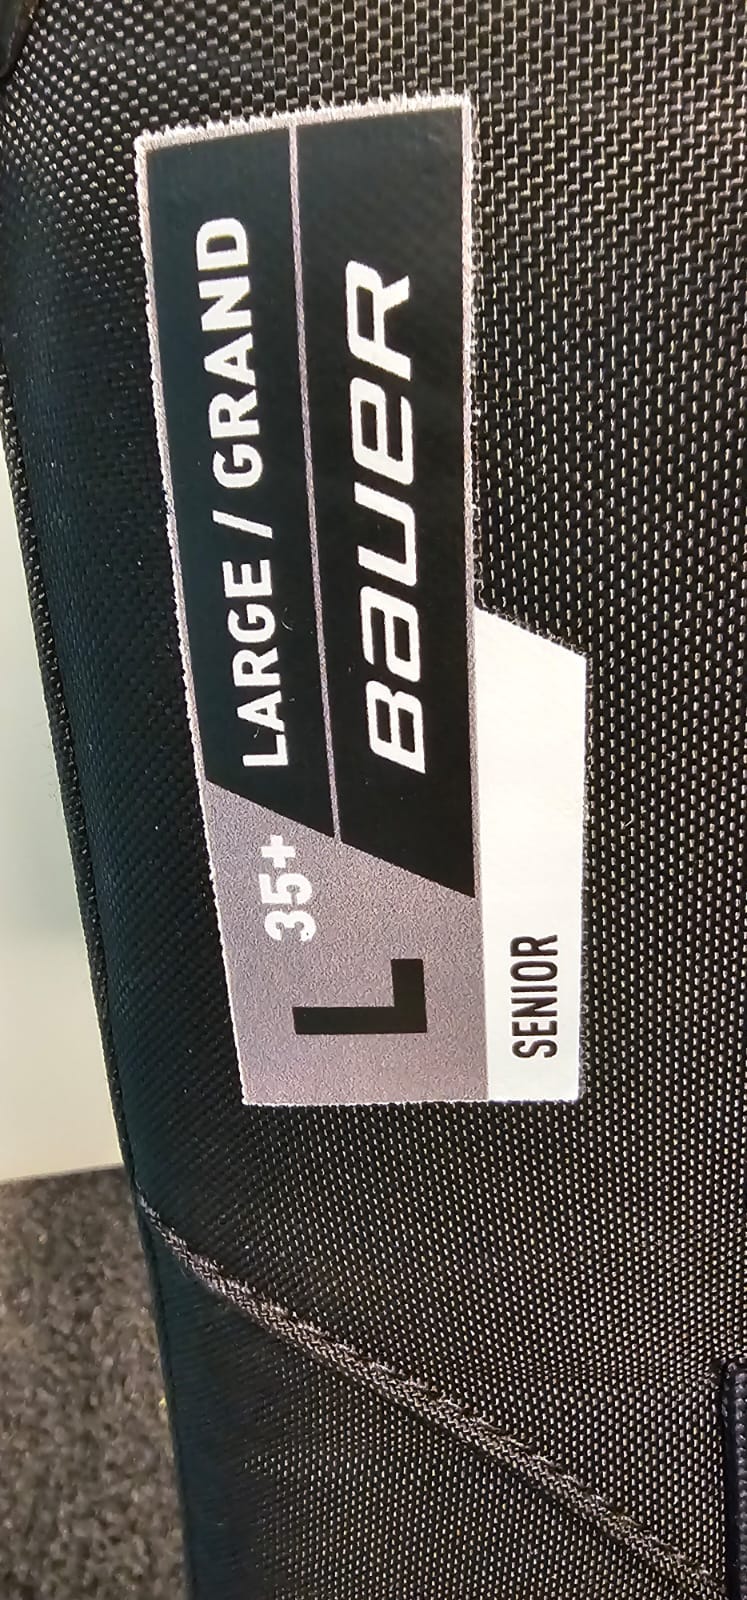 LARGE / GRAND
BAUER
35+
L
SENIOR